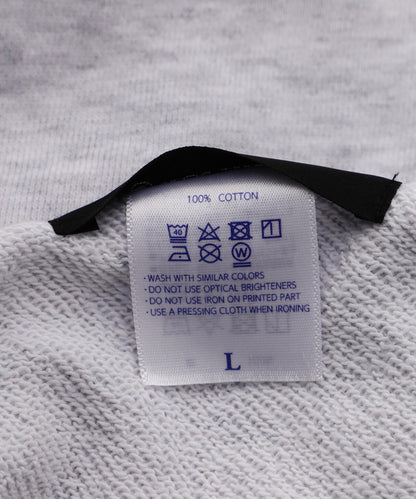 100% COTTON
40
W
· WASH WITH SIMILAR COLORS
· DO NOT USE OPTICAL BRIGHTENERS
· DO NOT USE IRON ON PRINTED PART
· USE A PRESSING CLOTH WHEN IRONING
L